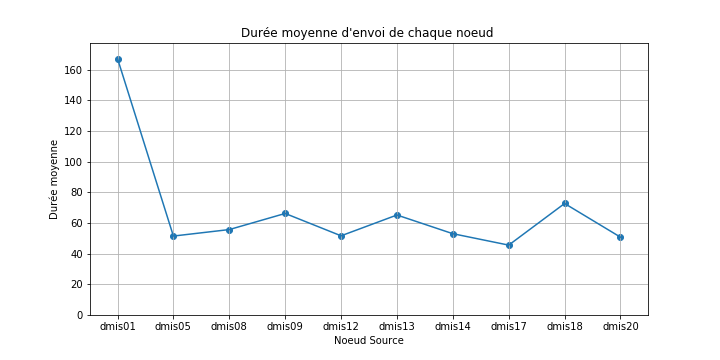 Durée moyenne d'envoi de chaque noeud
Durée moyenne
160
140
120
100
80
60
40
20
0
dmis01 dmis05 dmis08 dmis09 dmis12 dmis13 dmis14 dmis17 dmis18 dmis20
Noeud Source